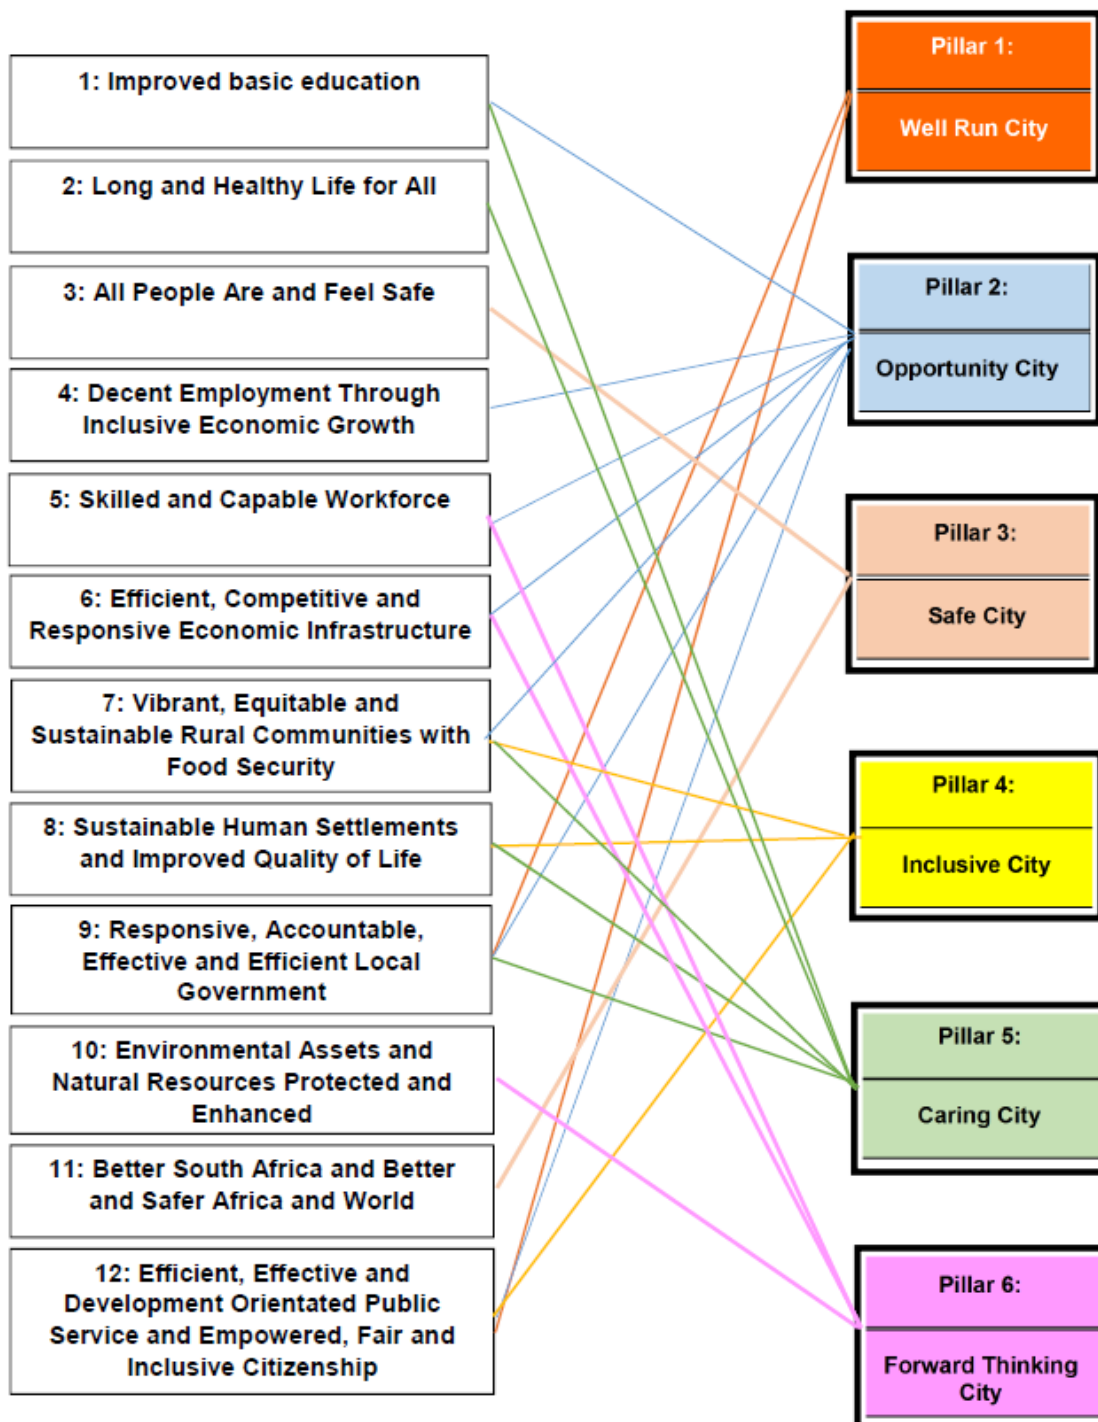 1: Improved basic education
2: Long and Healthy Life for All
3: All People Are and Feel Safe
4: Decent Employment Through
Inclusive Economic Growth
5: Skilled and Capable Workforce
6: Efficient, Competitive and
Responsive Economic Infrastructure
7: Vibrant, Equitable and
Sustainable Rural Communities with
Food Security
8: Sustainable Human Settlements
and Improved Quality of Life
9: Responsive, Accountable,
Effective and Efficient Local
Government
10: Environmental Assets and
Natural Resources Protected and
Enhanced
11: Better South Africa and Better
and Safer Africa and World
12: Efficient, Effective and
Development Orientated Public
Service and Empowered, Fair and
Inclusive Citizenship
Pillar 1:
Well Run City
Pillar 2:
Opportunity City
Pillar 3:
Safe City
Pillar 4:
Inclusive City
Pillar 5:
Caring City
Pillar 6:
Forward Thinking
City